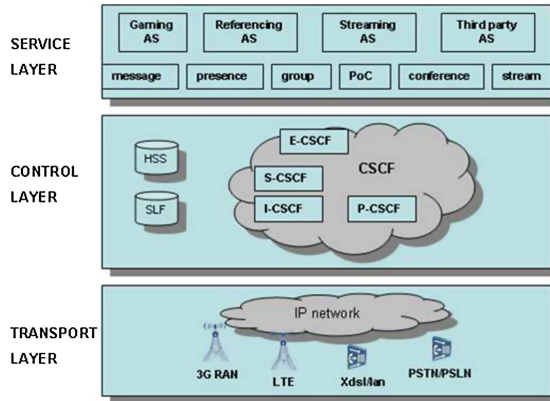 SERVICE
LAYER
Gaming
AS
Referencing
AS
Streaming
AS
Third party
AS
message
presence
group
PoC
conference
stream
CONTROL
LAYER
HSS
SLF
E-CSCF
CSCF
S-CSCF
I-CSCF
P-CSCF
TRANSPORT
LAYER
IP network
3G RAN
LTE
Xdsl/lan
PSTN/PSLN